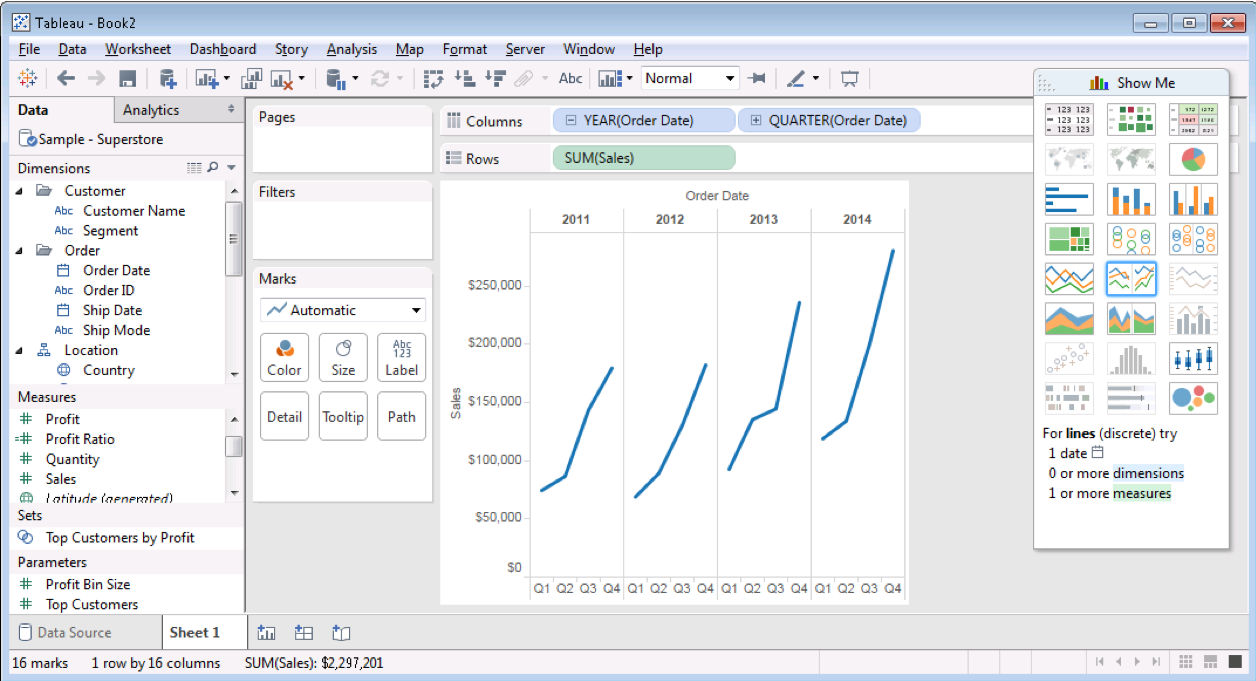 Tableau - Book2
File Data Worksheet Dashboard Story Analysis Map Format Server Window Help
Abc Normal
Data Analytics
Sample - Superstore
Dimensions
Customer
Abc Customer Name
Abc Segment
Order
Order Date
Abc Order ID
Ship Date
Abc Ship Mode
Location
Country
Measures
# Profit
=# Profit Ratio
# Quantity
# Sales
Latitude (generated)
Sets
Top Customers by Profit
Parameters
# Profit Bin Size
# Top Customers
Pages
Filters
Marks
Automatic
Color Size Abc 123 Label
Detail Tooltip Path
Columns YEAR(Order Date) QUARTER(Order Date)
Rows SUM(Sales)
Order Date
2011 2012 2013 2014
Sales
$250,000
$200,000
$150,000
$100,000
$50,000
$0
Q1 Q2 Q3 Q4 Q1 Q2 Q3 Q4 Q1 Q2 Q3 Q4 Q1 Q2 Q3 Q4
Show Me
123 123
123 123
123 123
For lines (discrete) try
1 date
0 or more dimensions
1 or more measures
Data Source Sheet 1
16 marks 1 row by 16 columns SUM(Sales): $2,297,201